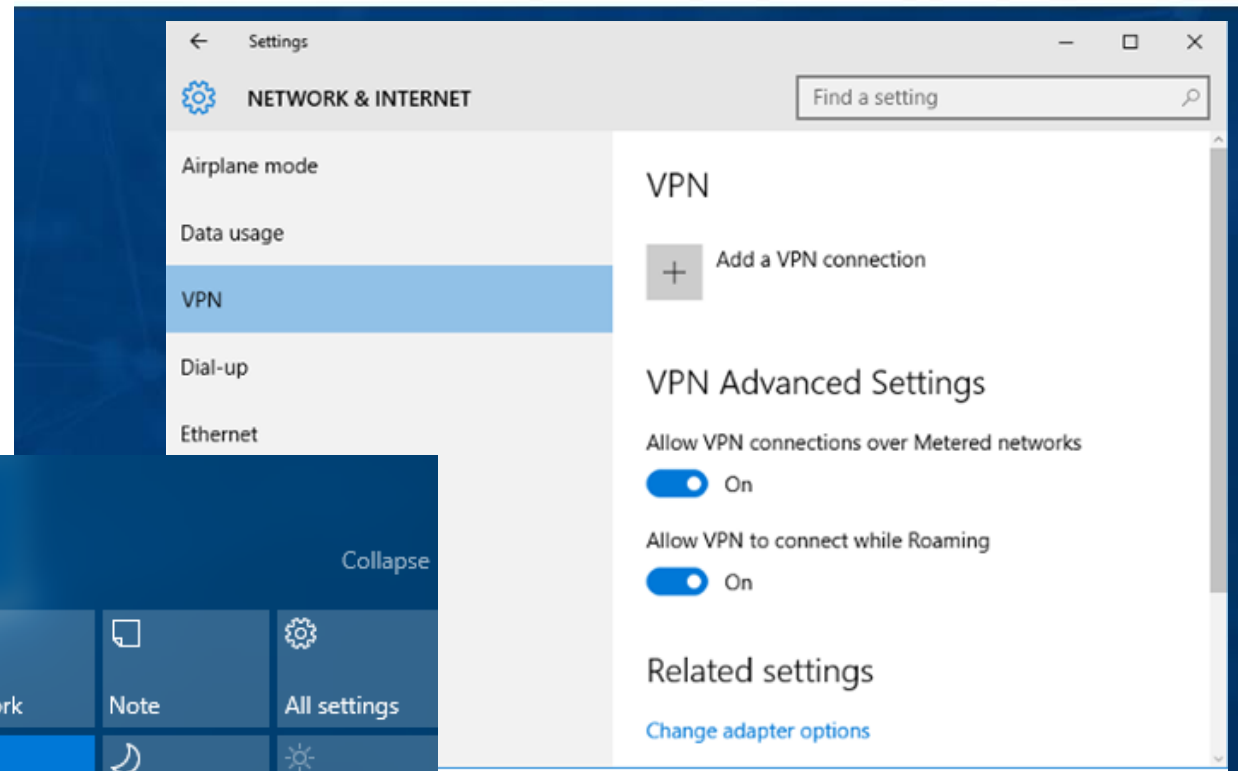 Settings
NETWORK & INTERNET
Find a setting
Airplane mode
Data usage
VPN
Dial-up
Ethernet
VPN
Add a VPN connection
VPN Advanced Settings
Allow VPN connections over Metered networks
On
Allow VPN to connect while Roaming
On
Related settings
Change adapter options
Collapse
rk
Note
All settings